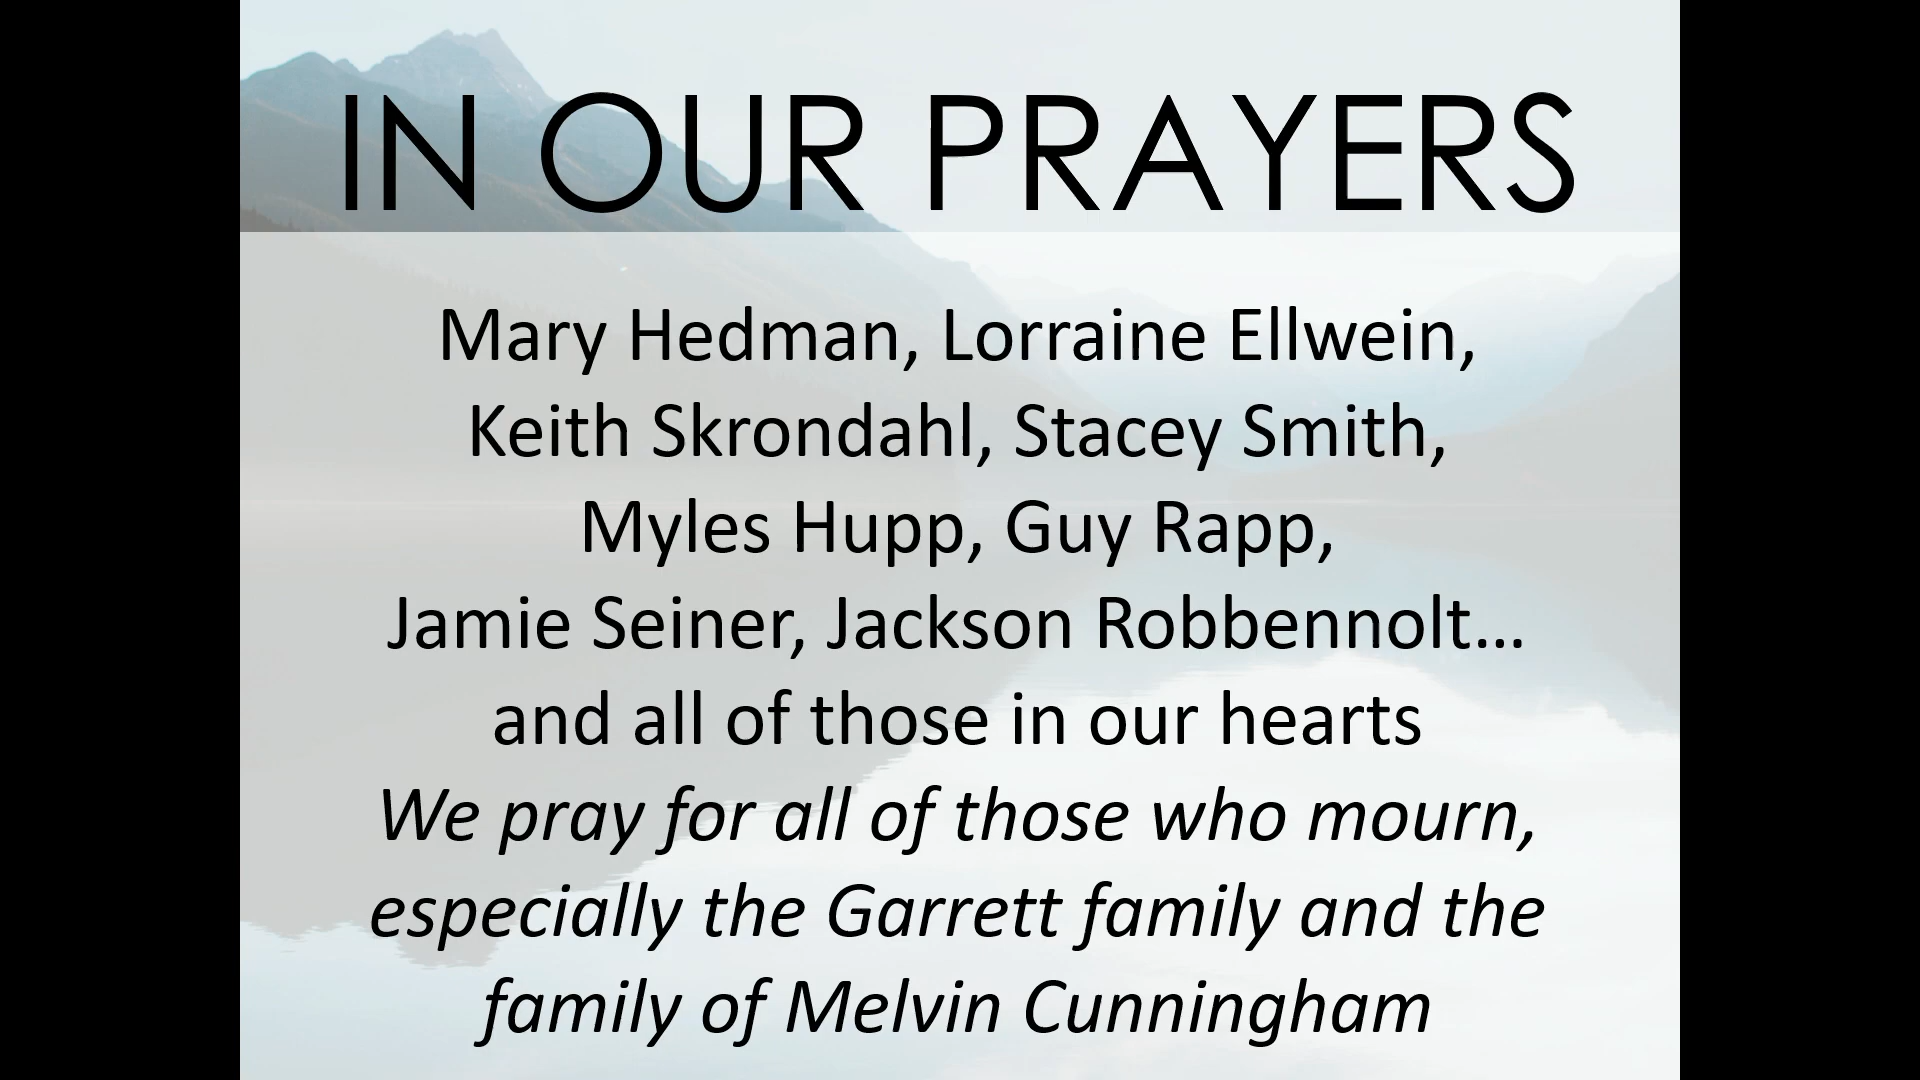 IN OUR PRAYERS
Mary Hedman, Lorraine Ellwein,
Keith Skrondahl, Stacey Smith,
Myles Hupp, Guy Rapp,
Jamie Seiner, Jackson Robbennolt…
and all of those in our hearts
We pray for all of those who mourn,
especially the Garrett family and the
family of Melvin Cunningham